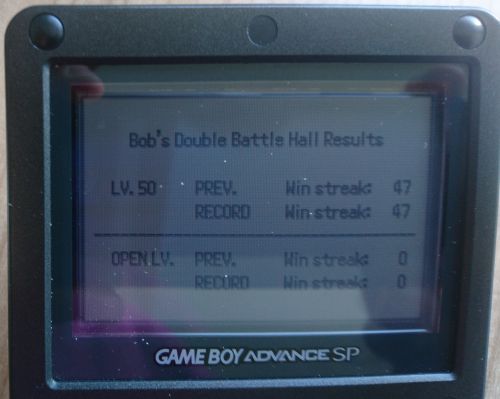 Bob's Double Battle Hall Results
LV. 50 PREV. Win streak: 47
RECORD Win streak: 47
OPEN LV. PREV. Win streak: 0
RECORD Win streak: 0
GAME BOY ADVANCE SP